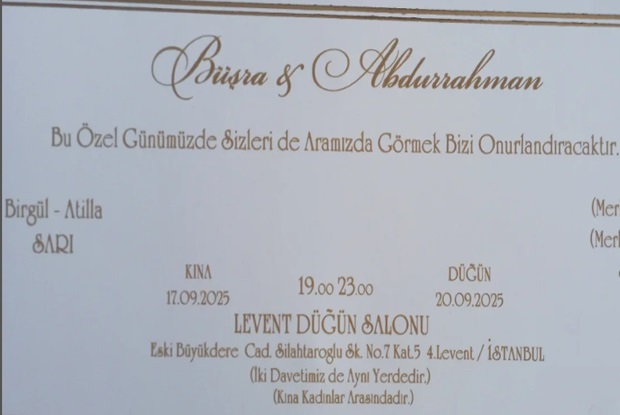 Büşra & Abdurrahman
Bu Özel Günümüzde Sizleri de Aramızda Görmek Bizi Onurlandıracaktır.
Birgül - Atilla
SARI
KINA
17.09.2025
19.00 23.00
DÜĞÜN
20.09.2025
LEVENT DÜĞÜN SALONU
Eski Büyükdere Cad. Silahtaroglu Sk. No.7 Kat.5 4.Levent / İSTANBUL
(İki Davetimiz de Aynı Yerdedir.)
(Kına Kadınlar Arasındadır.)